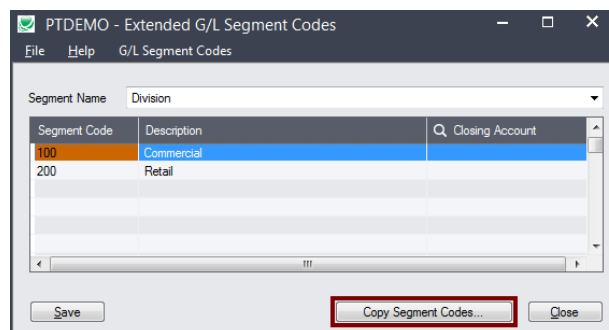 PTDEMO - Extended G/L Segment Codes
File Help G/L Segment Codes
Segment Name Division
Segment Code Description Closing Account
100 Commercial
200 Retail
Save Copy Segment Codes... Close